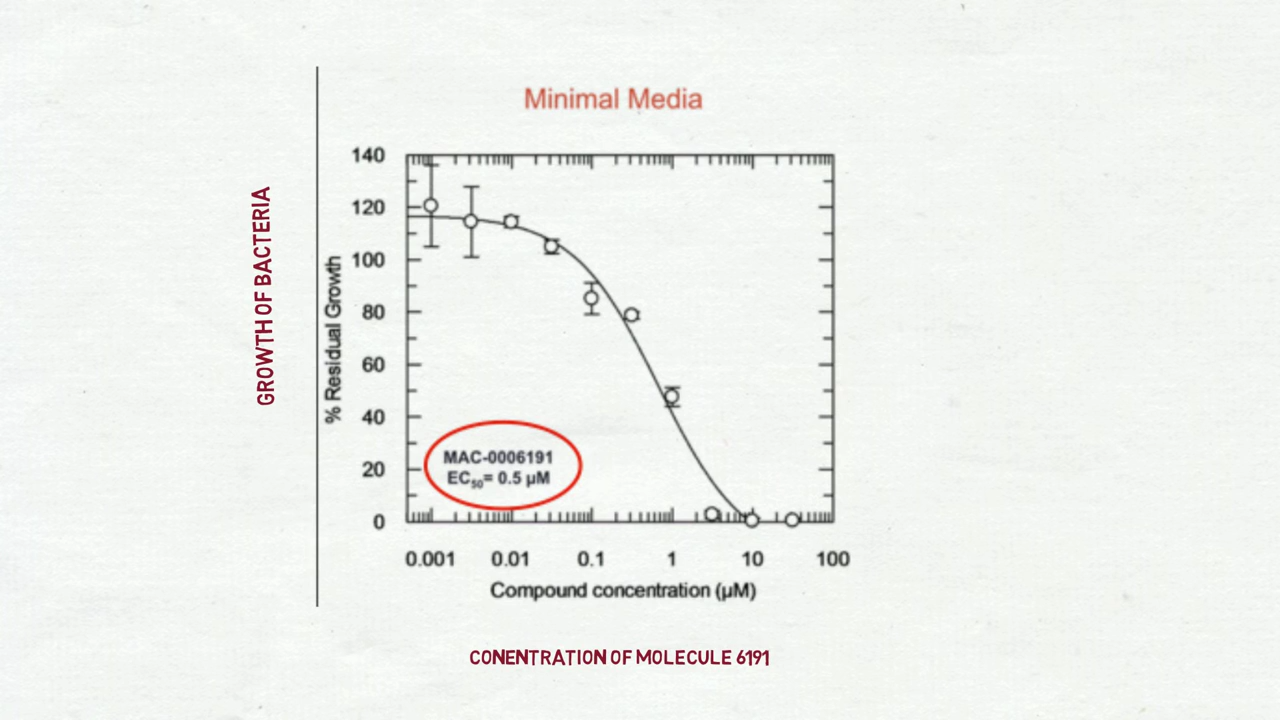 Minimal Media
GROWTH OF BACTERIA
% Residual Growth
140
120
100
80
60
40
20
0
MAC-0006191
EC50= 0.5 µM
0.001 0.01 0.1 1 10 100
Compound concentration (µM)
CONENTRATION OF MOLECULE 6191